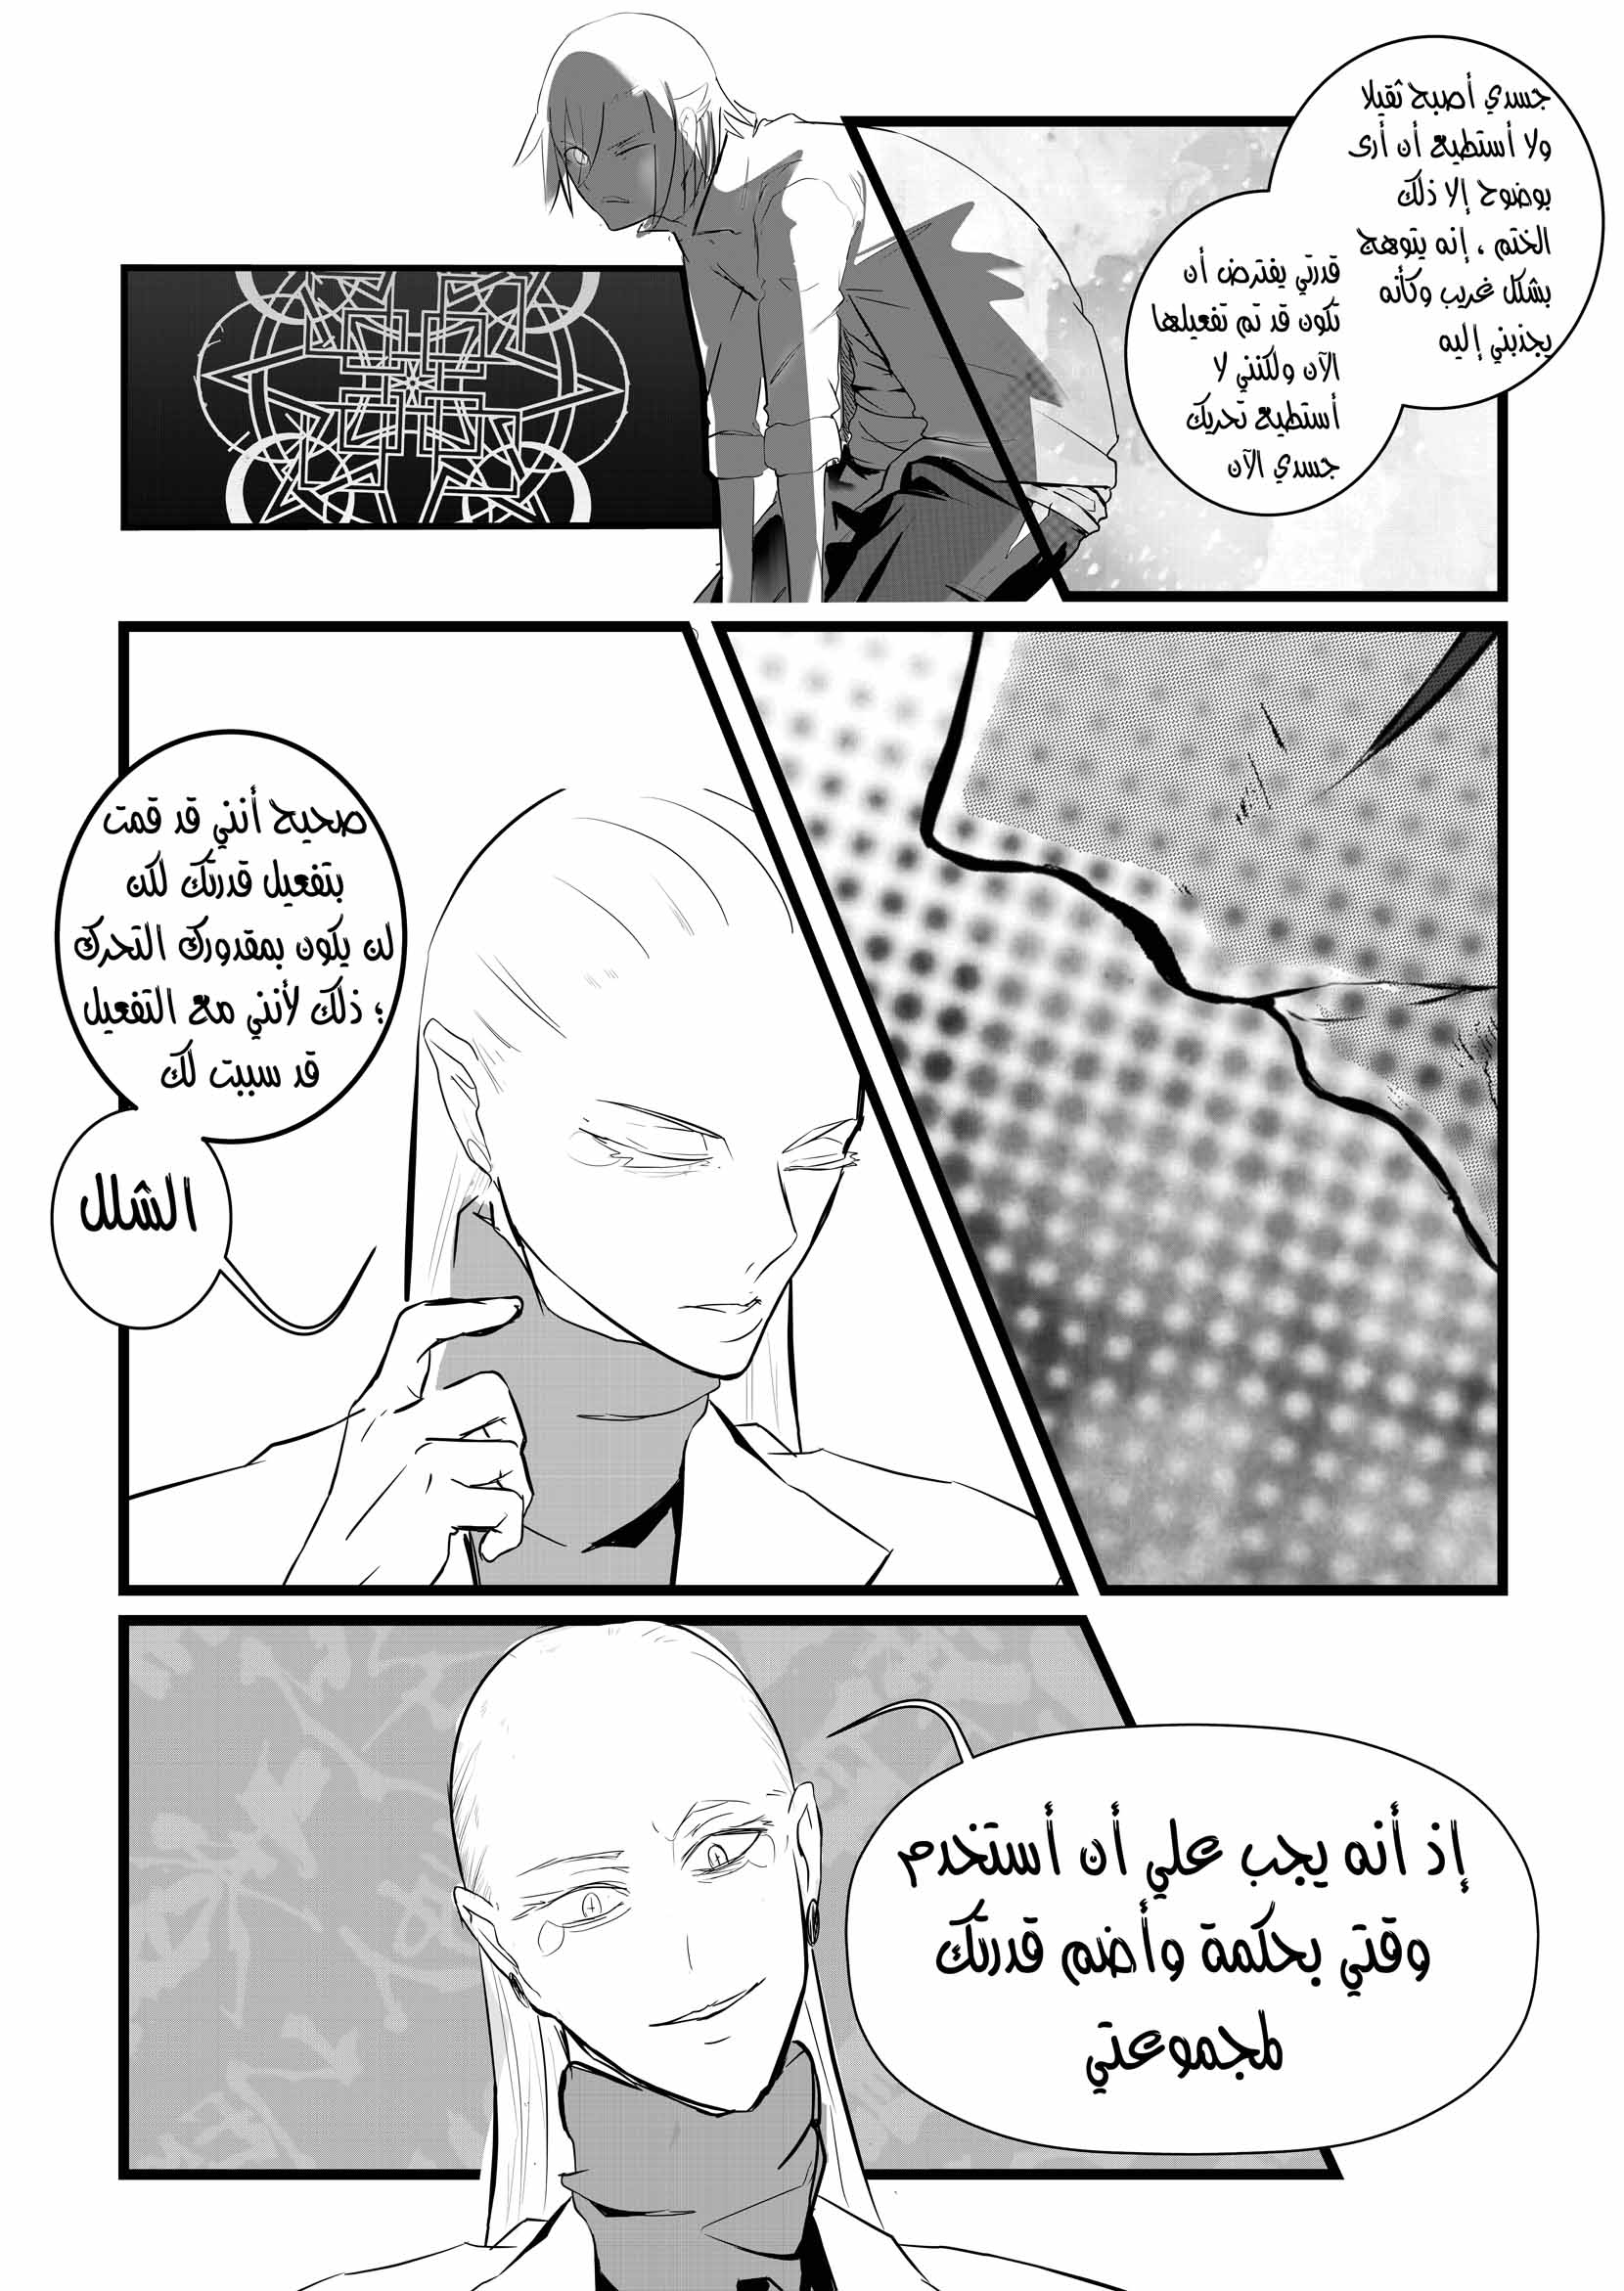 جسدي أصبح ثقيلا
ولا أستطيع أن أرى
بوضوح إلا ذلك
الختم ، إنه يتوهج
بشكل غريب وكأنه
يجذبني إليه
قدرتي يفترض أن
تكون قد تم تفعيلها
الآن ولكنني لا
أستطيع تحريك
جسدي الآن
صحيح أنني قد قمت
بتفعيل قدرتك لكن
لن يكون بمقدورك التحرك
؛ ذلك لأنني مع التفعيل
قد سببت لك
الشلل
إذ أنه يجب علي أن أستخدم
وقتي بحكمة وأضم قدرتك
لمجموعتي